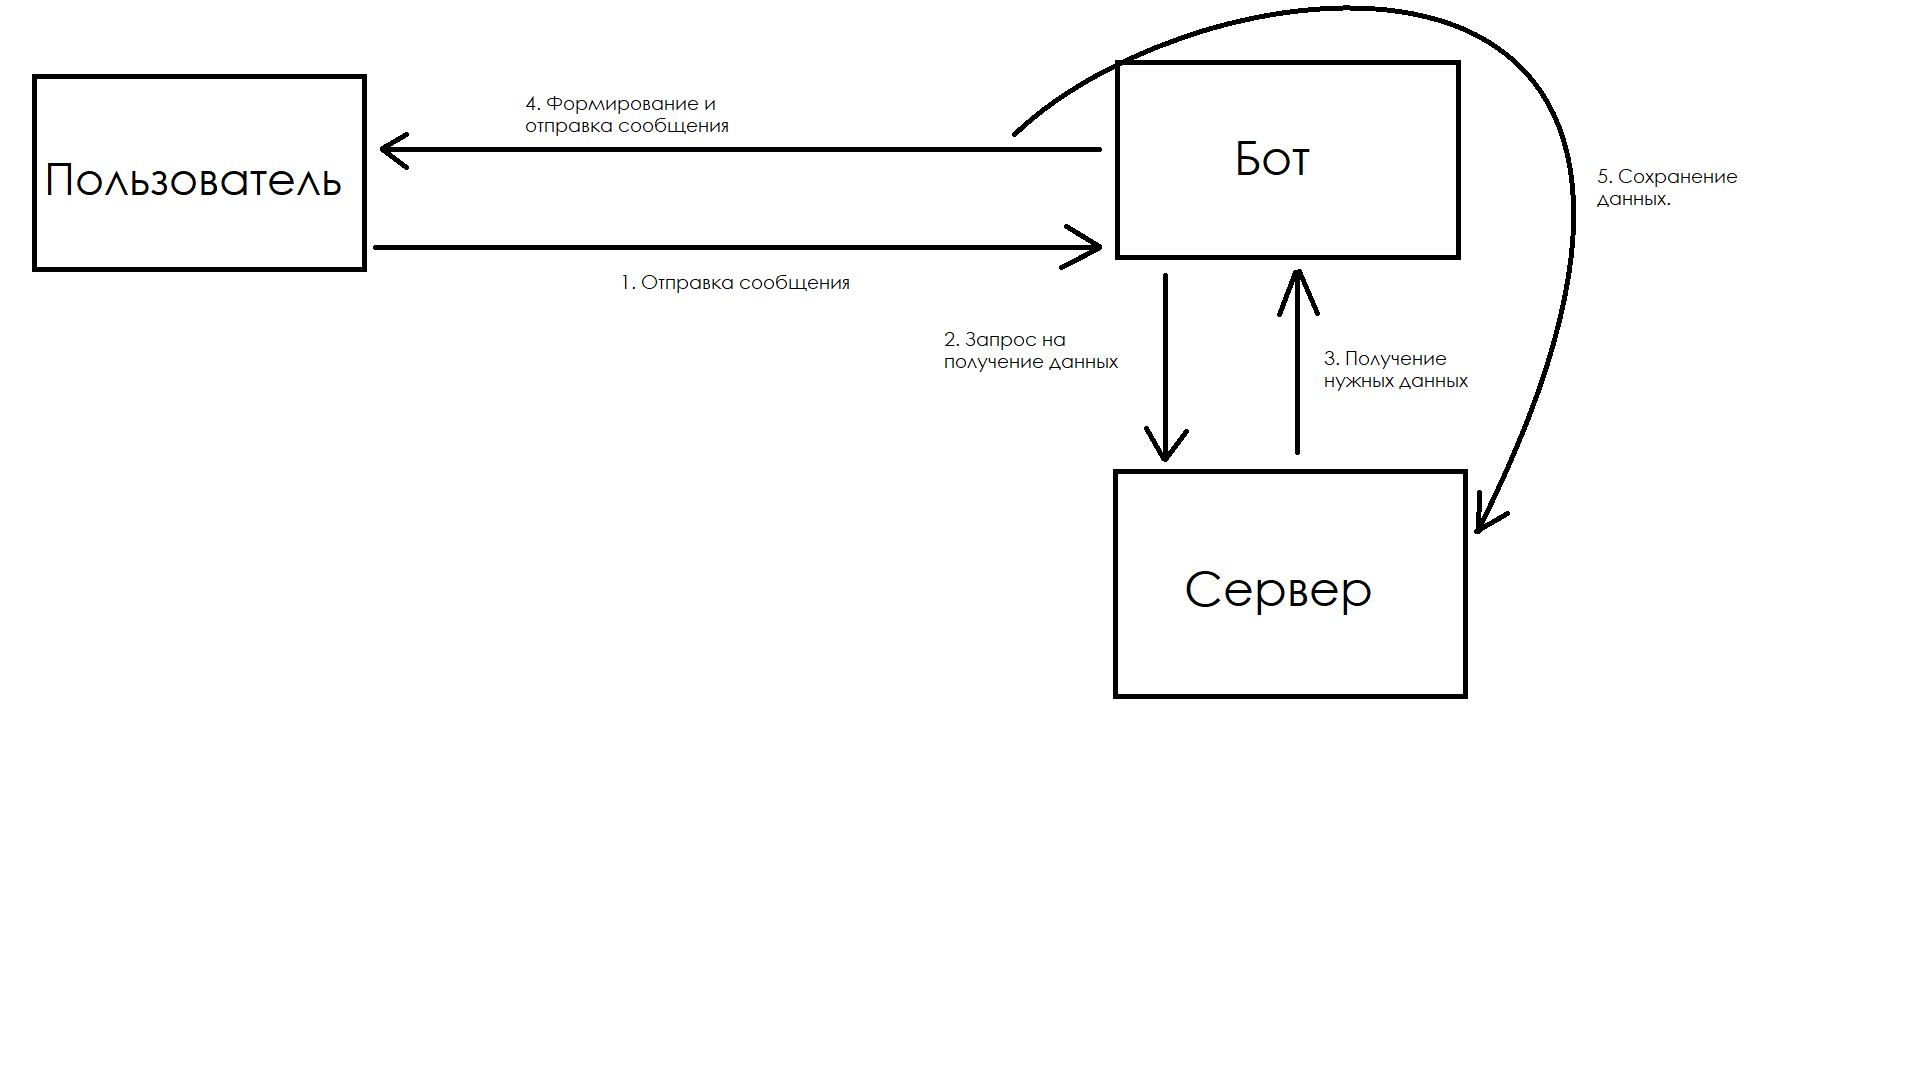 4. Формирование и
отправка сообщения
Пользователь
Бот
5. Сохранение
данных.
1. Отправка сообщения
2. Запрос на
получение данных
3. Получение
нужных данных
Сервер